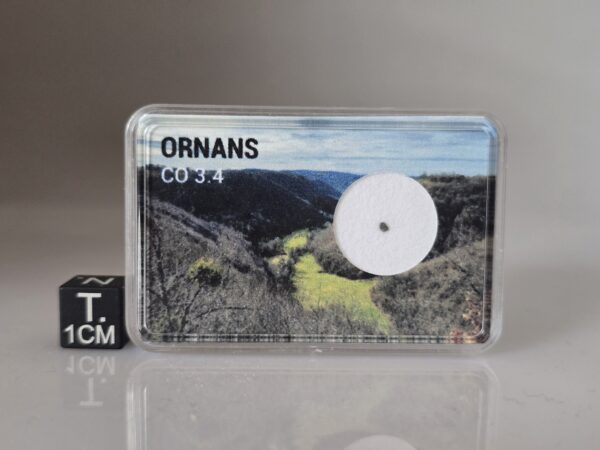 ORNANS
CO 3.4
N
T.
1CM